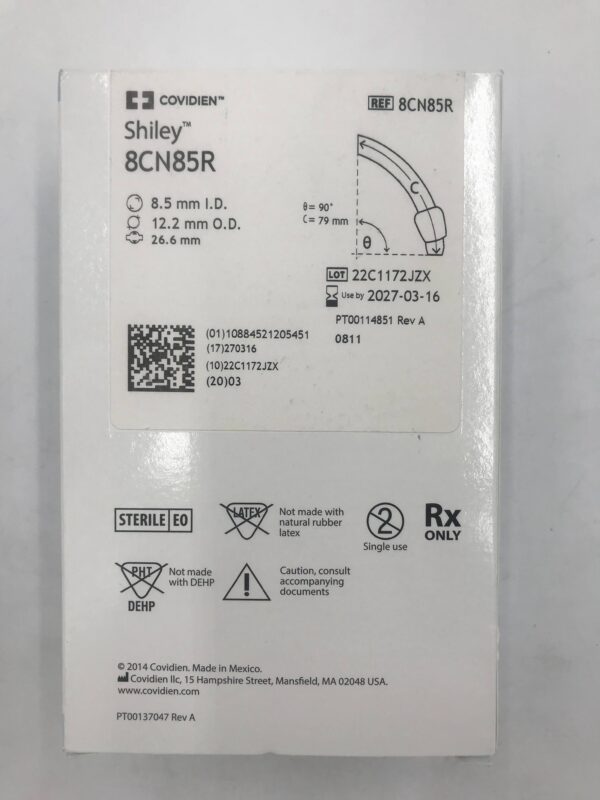 COVIDIEN™
REF 8CN85R
Shiley™
8CN85R
8.5 mm I.D.
12.2 mm O.D.
26.6 mm
θ= 90°
C= 79 mm
C
θ
LOT 22C1172JZX
Use by 2027-03-16
PT00114851 Rev A
0811
(01)10884521205451
(17)270316
(10)22C1172JZX
(20)03
STERILE EO
LATEX
Not made with
natural rubber
latex
2
Single use
Rx
ONLY
PHT
DEHP
Not made
with DEHP
!
Caution, consult
accompanying
documents
© 2014 Covidien. Made in Mexico.
Covidien llc, 15 Hampshire Street, Mansfield, MA 02048 USA.
www.covidien.com
PT00137047 Rev A